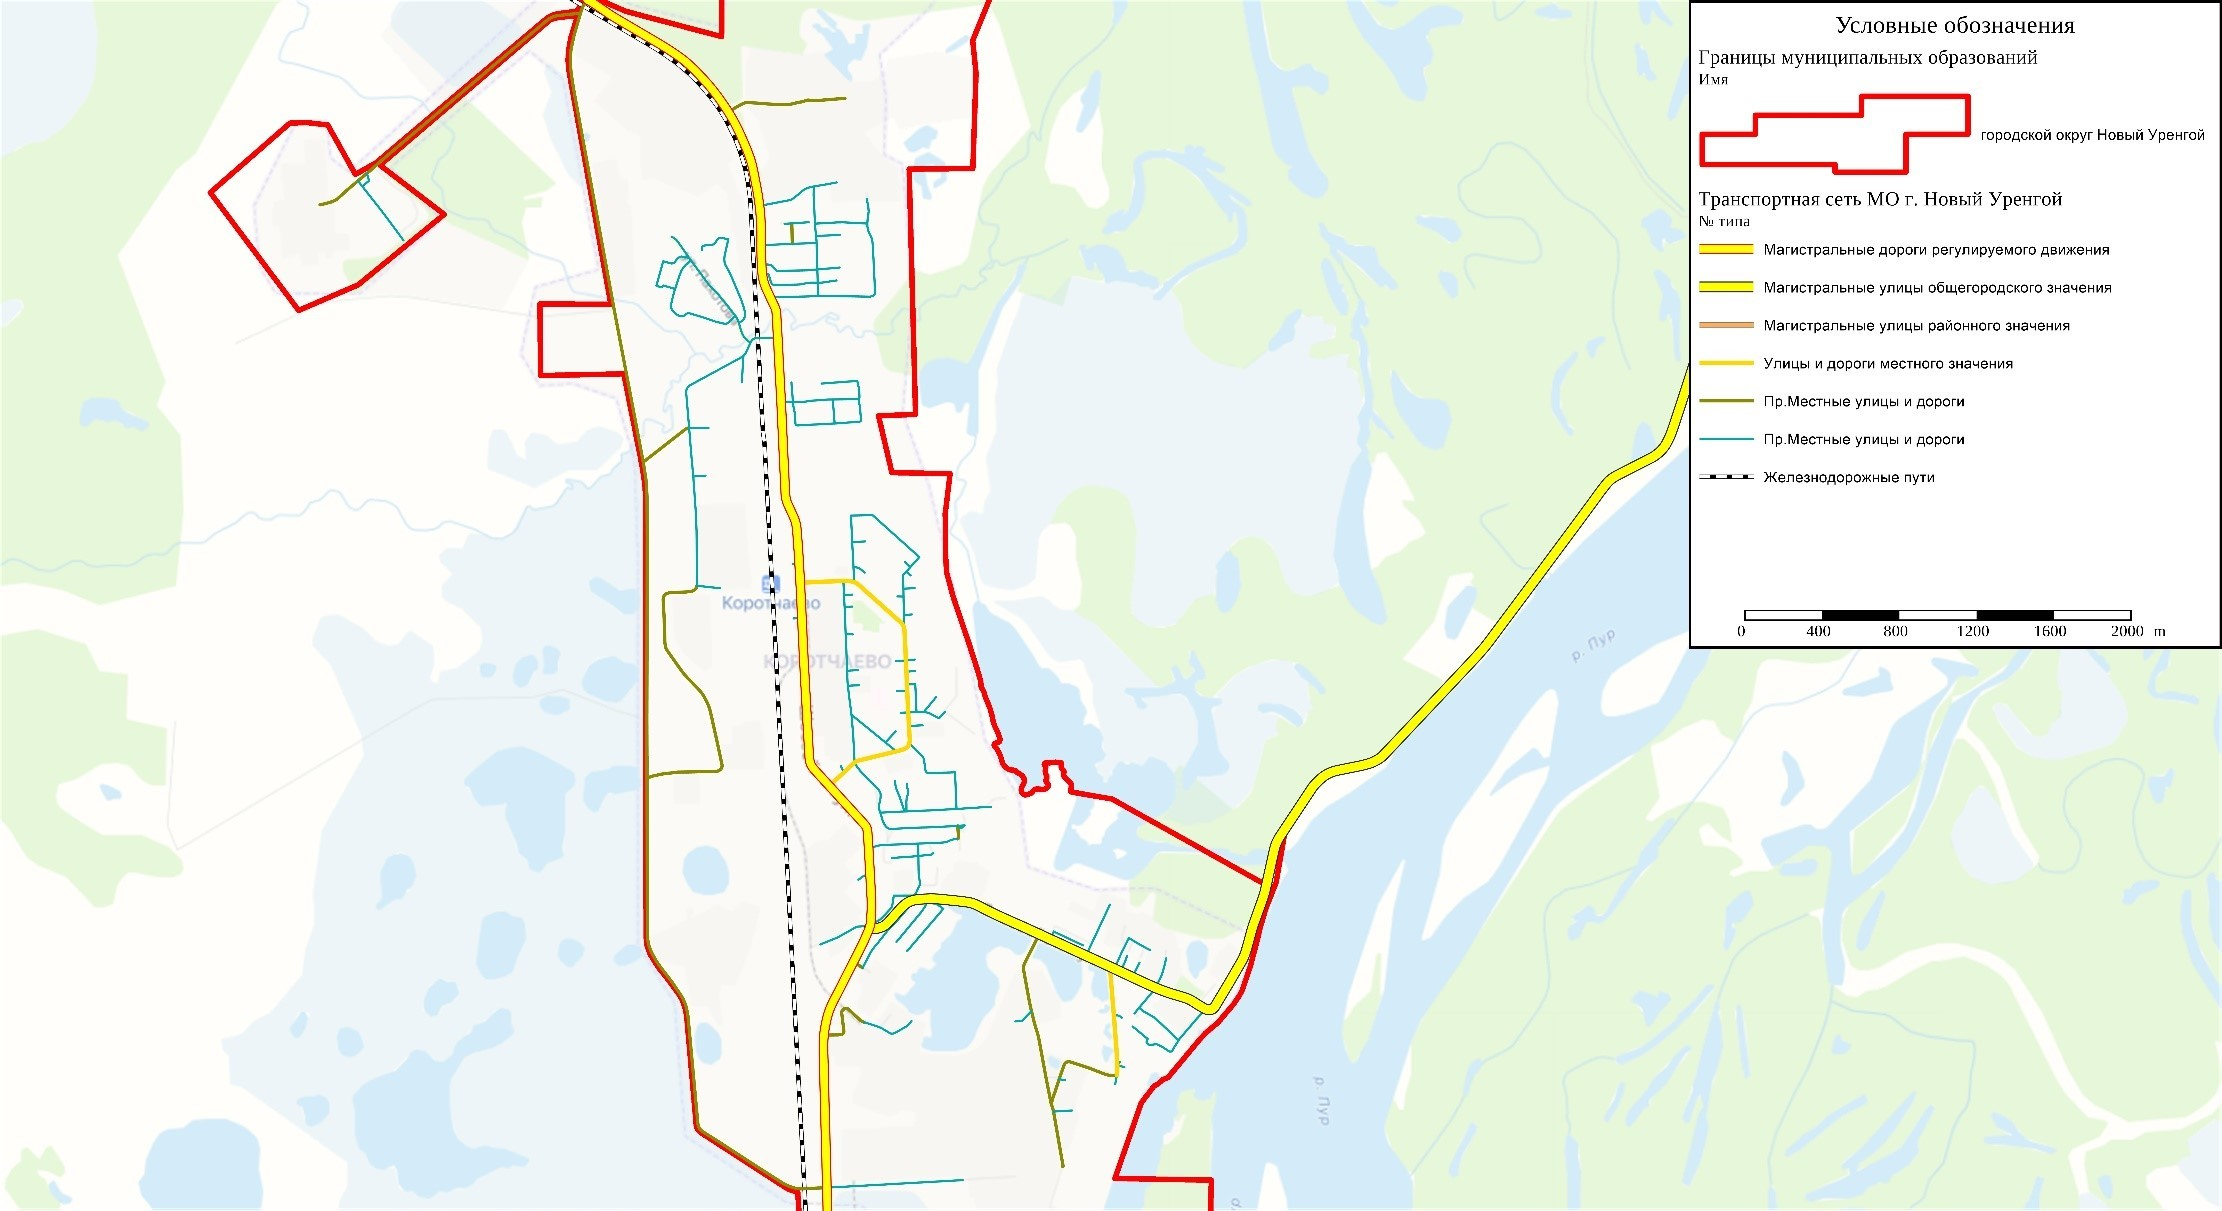 Условные обозначения
Границы муниципальных образований
Имя
городской округ Новый Уренгой
Транспортная сеть МО г. Новый Уренгой
№ типа
Магистральные дороги регулируемого движения
Магистральные улицы общегородского значения
Магистральные улицы районного значения
Улицы и дороги местного значения
Пр.Местные улицы и дороги
Пр.Местные улицы и дороги
Железнодорожные пути
0 400 800 1200 1600 2000 m
Коротчаево
КОРОТЧАЕВО
р. Пур
р. Пур